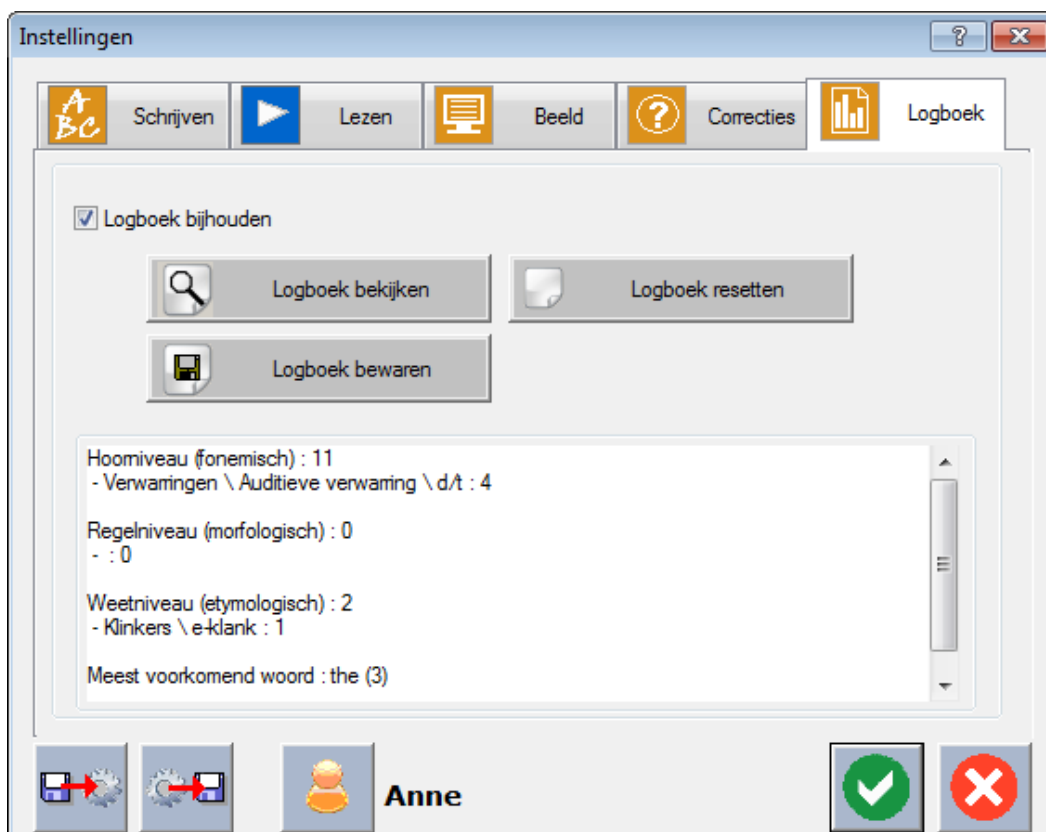 Instellingen
ABC Schrijven Lezen Beeld ? Correcties Logboek
Logboek bijhouden
Logboek bekijken Logboek resetten
Logboek bewaren
Hoorniveau (fonemisch) : 11
- Verwarringen \ Auditieve verwarring \ d/t : 4
Regelniveau (morfologisch) : 0
- : 0
Weetniveau (etymologisch) : 2
- Klinkers \ e-klank : 1
Meest voorkomend woord : the (3)
Anne